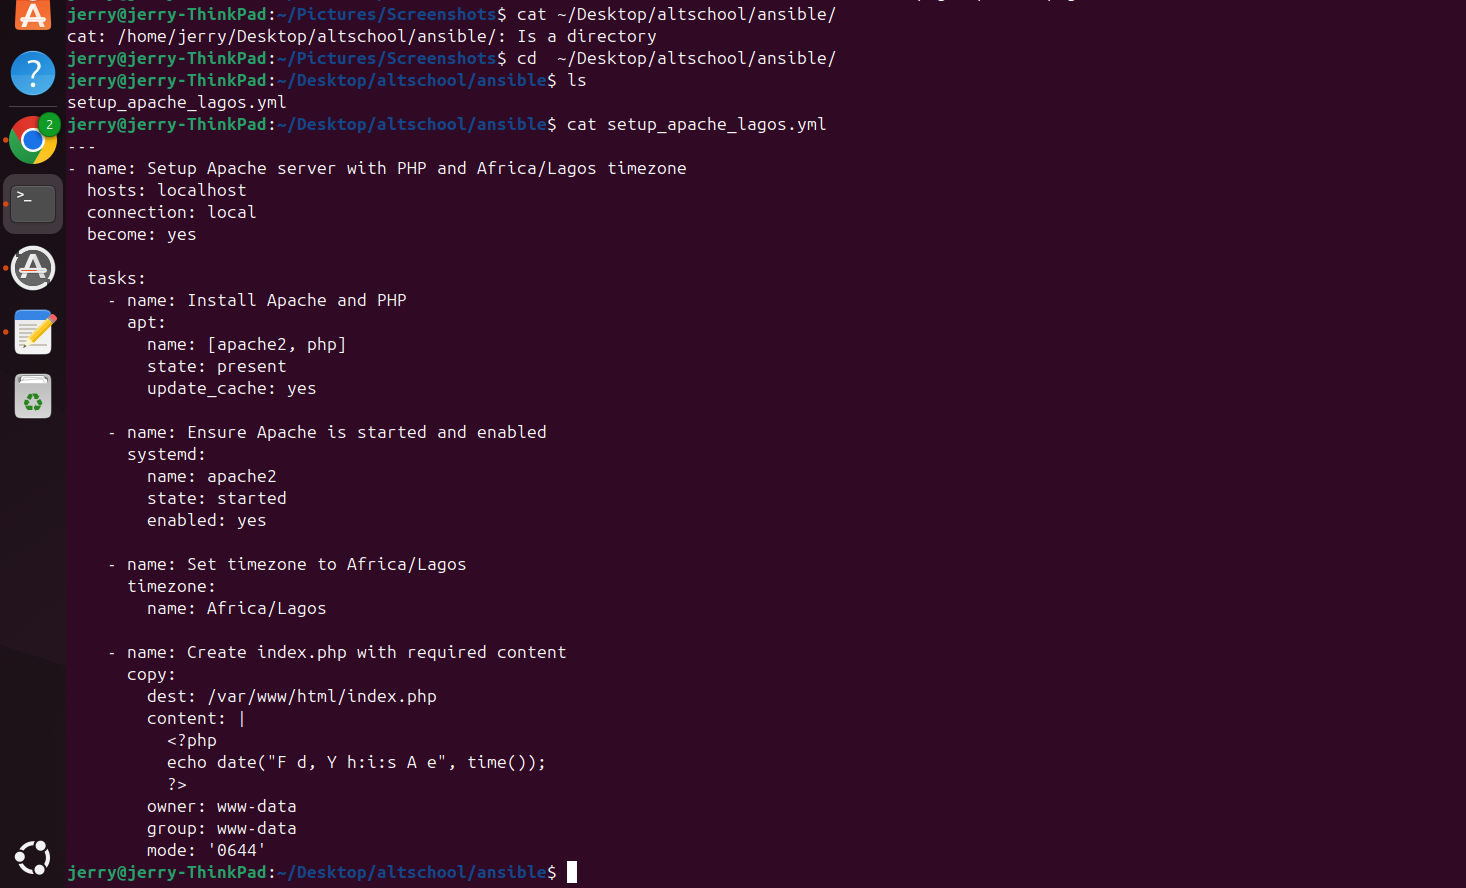 jerry@jerry-ThinkPad:~/Pictures/Screenshots$ cat ~/Desktop/altschool/ansible/
cat: /home/jerry/Desktop/altschool/ansible/: Is a directory
jerry@jerry-ThinkPad:~/Pictures/Screenshots$ cd  ~/Desktop/altschool/ansible/
jerry@jerry-ThinkPad:~/Desktop/altschool/ansible$ ls
setup_apache_lagos.yml
jerry@jerry-ThinkPad:~/Desktop/altschool/ansible$ cat setup_apache_lagos.yml
---
- name: Setup Apache server with PHP and Africa/Lagos timezone
  hosts: localhost
  connection: local
  become: yes

  tasks:
    - name: Install Apache and PHP
      apt:
        name: [apache2, php]
        state: present
        update_cache: yes

    - name: Ensure Apache is started and enabled
      systemd:
        name: apache2
        state: started
        enabled: yes

    - name: Set timezone to Africa/Lagos
      timezone:
        name: Africa/Lagos

    - name: Create index.php with required content
      copy:
        dest: /var/www/html/index.php
        content: |
          <?php
          echo date("F d, Y h:i:s A e", time());
          ?>
        owner: www-data
        group: www-data
        mode: '0644'
jerry@jerry-ThinkPad:~/Desktop/altschool/ansible$
2